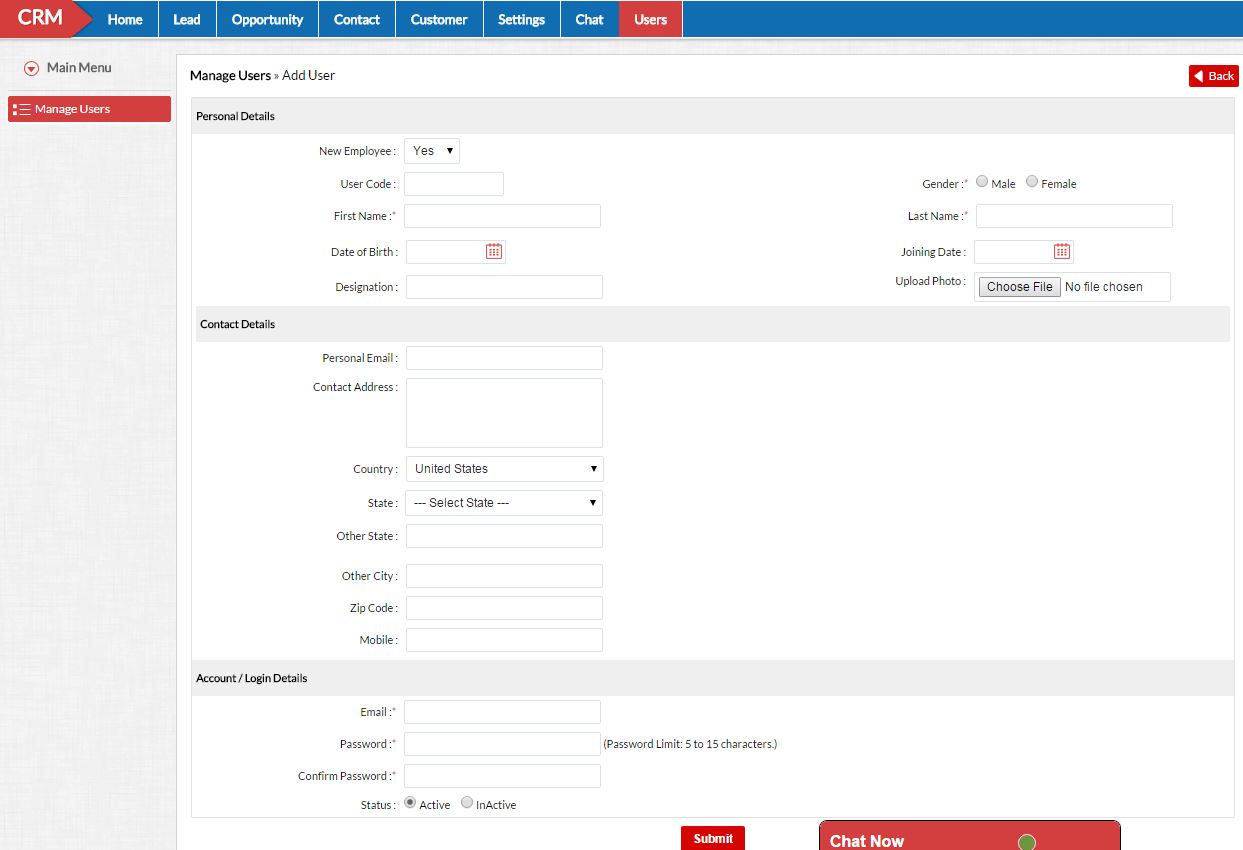 CRM Home Lead Opportunity Contact Customer Settings Chat Users
Main Menu
Manage Users
Manage Users » Add User
Back
Personal Details
New Employee : Yes
User Code :
Gender :* Male Female
First Name :*
Last Name :*
Date of Birth :
Joining Date :
Designation :
Upload Photo : Choose File No file chosen
Contact Details
Personal Email :
Contact Address :
Country : United States
State : --- Select State ---
Other State :
Other City :
Zip Code :
Mobile :
Account / Login Details
Email :*
Password :* (Password Limit: 5 to 15 characters.)
Confirm Password :*
Status : Active InActive
Submit
Chat Now